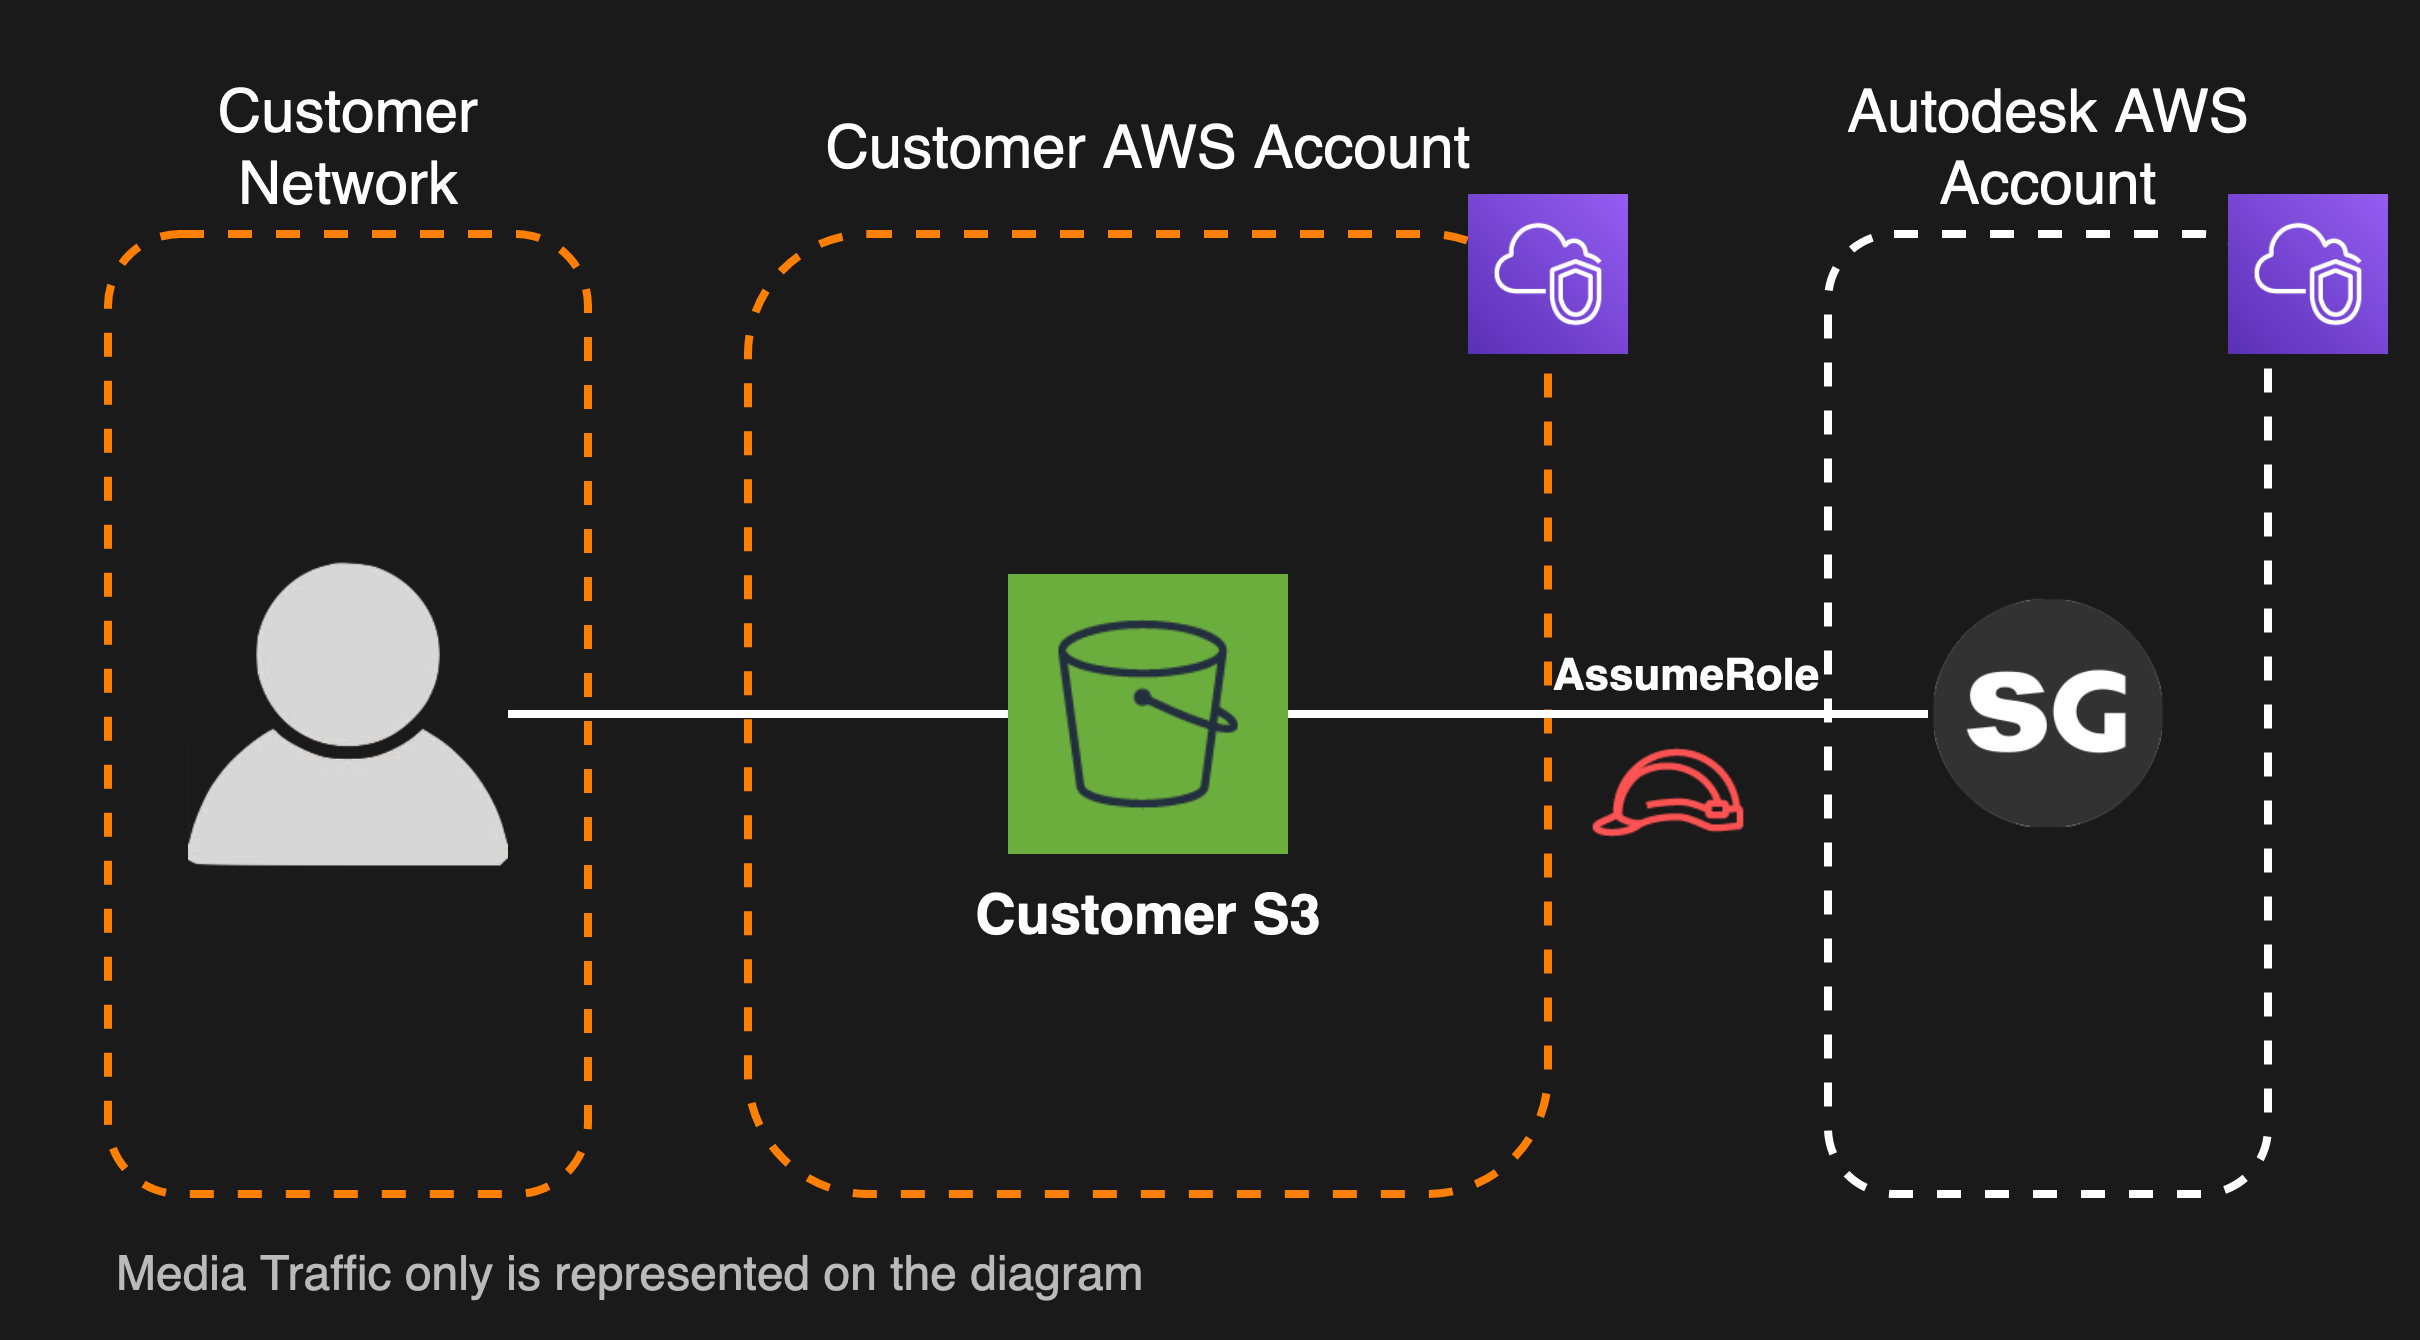 Customer
Network
Customer AWS Account
Autodesk AWS
Account
AssumeRole
SG
Customer S3
Media Traffic only is represented on the diagram